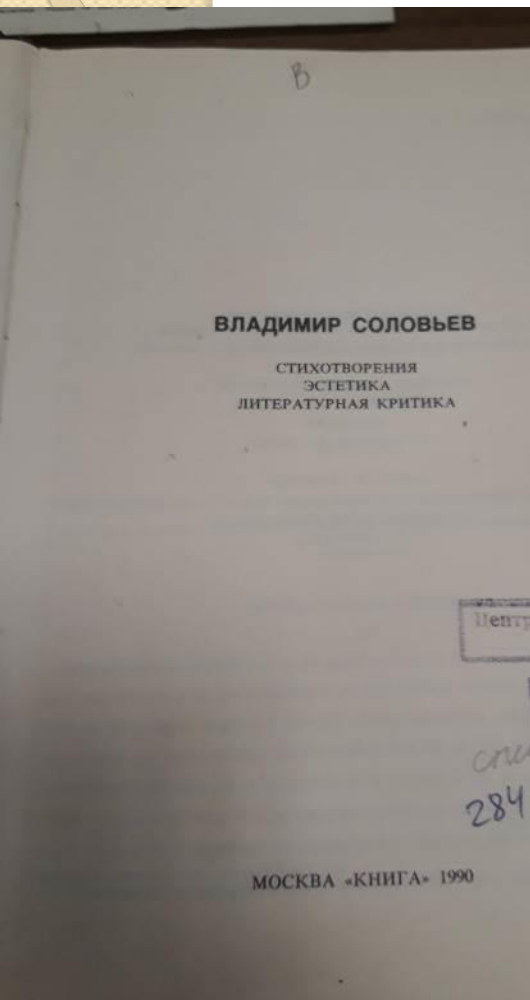 В
ВЛАДИМИР СОЛОВЬЕВ
СТИХОТВОРЕНИЯ
ЭСТЕТИКА
ЛИТЕРАТУРНАЯ КРИТИКА
284
МОСКВА «КНИГА» 1990